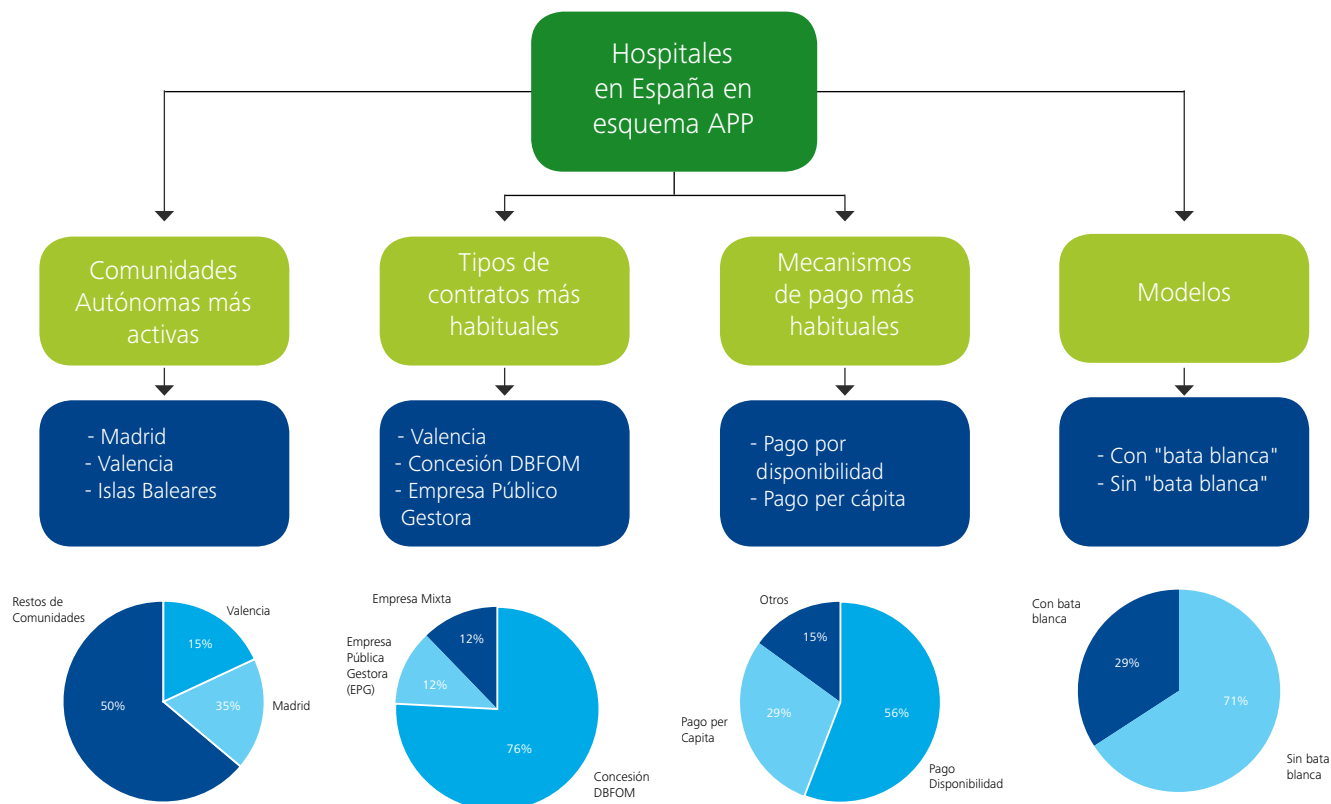 Hospitales
en España en
esquema APP
Comunidades
Autónomas más
activas
Tipos de
contratos más
habituales
Mecanismos
de pago más
habituales
Modelos
- Madrid
- Valencia
- Islas Baleares
- Valencia
- Concesión DBFOM
- Empresa Público
Gestora
- Pago por
disponibilidad
- Pago per cápita
- Con "bata blanca"
- Sin "bata blanca"
Restos de
Comunidades
Valencia
15%
50%
35%
Madrid
Empresa Mixta
12%
Empresa
Pública
Gestora
(EPG)
12%
76%
Concesión
DBFOM
Otros
15%
29%
56%
Pago per
Capita
Pago
Disponibilidad
Con bata
blanca
29%
71%
Sin bata
blanca